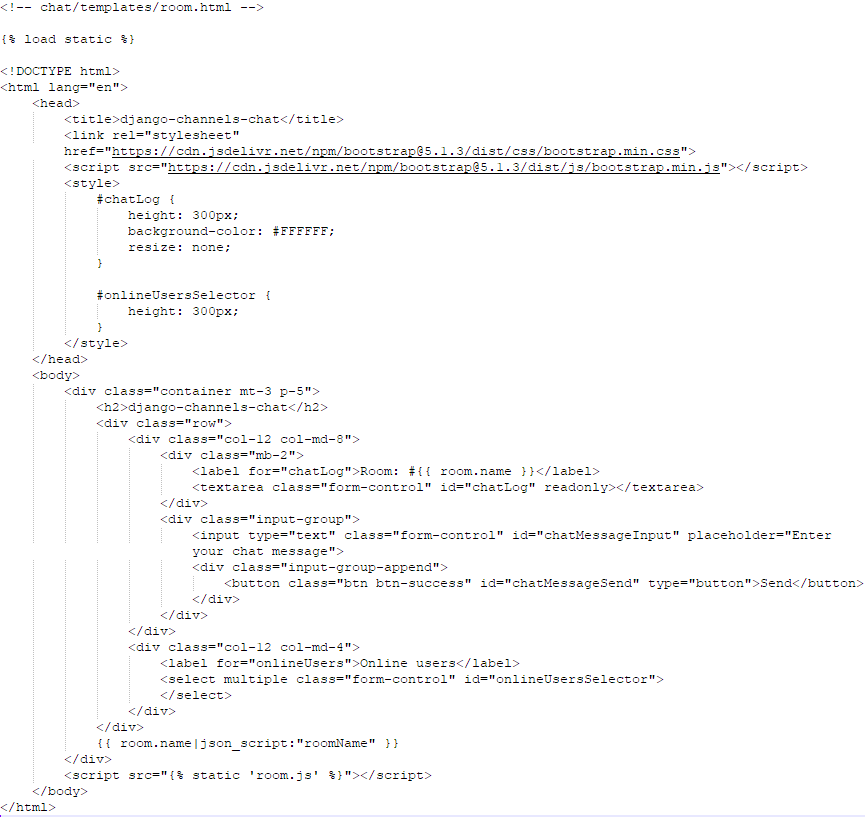 <!-- chat/templates/room.html -->

{% load static %}

<!DOCTYPE html>
<html lang="en">
    <head>
        <title>django-channels-chat</title>
        <link rel="stylesheet"
        href="https://cdn.jsdelivr.net/npm/bootstrap@5.1.3/dist/css/bootstrap.min.css">
        <script src="https://cdn.jsdelivr.net/npm/bootstrap@5.1.3/dist/js/bootstrap.min.js"></script>
        <style>
            #chatLog {
                height: 300px;
                background-color: #FFFFFF;
                resize: none;
            }

            #onlineUsersSelector {
                height: 300px;
            }
        </style>
    </head>
    <body>
        <div class="container mt-3 p-5">
            <h2>django-channels-chat</h2>
            <div class="row">
                <div class="col-12 col-md-8">
                    <div class="mb-2">
                        <label for="chatLog">Room: #{{ room.name }}</label>
                        <textarea class="form-control" id="chatLog" readonly></textarea>
                    </div>
                    <div class="input-group">
                        <input type="text" class="form-control" id="chatMessageInput" placeholder="Enter
                        your chat message">
                        <div class="input-group-append">
                            <button class="btn btn-success" id="chatMessageSend" type="button">Send</button>
                        </div>
                    </div>
                </div>
                <div class="col-12 col-md-4">
                    <label for="onlineUsers">Online users</label>
                    <select multiple class="form-control" id="onlineUsersSelector">
                    </select>
                </div>
            </div>
            {{ room.name|json_script:"roomName" }}
        </div>
        <script src="{% static 'room.js' %}"></script>
    </body>
</html>